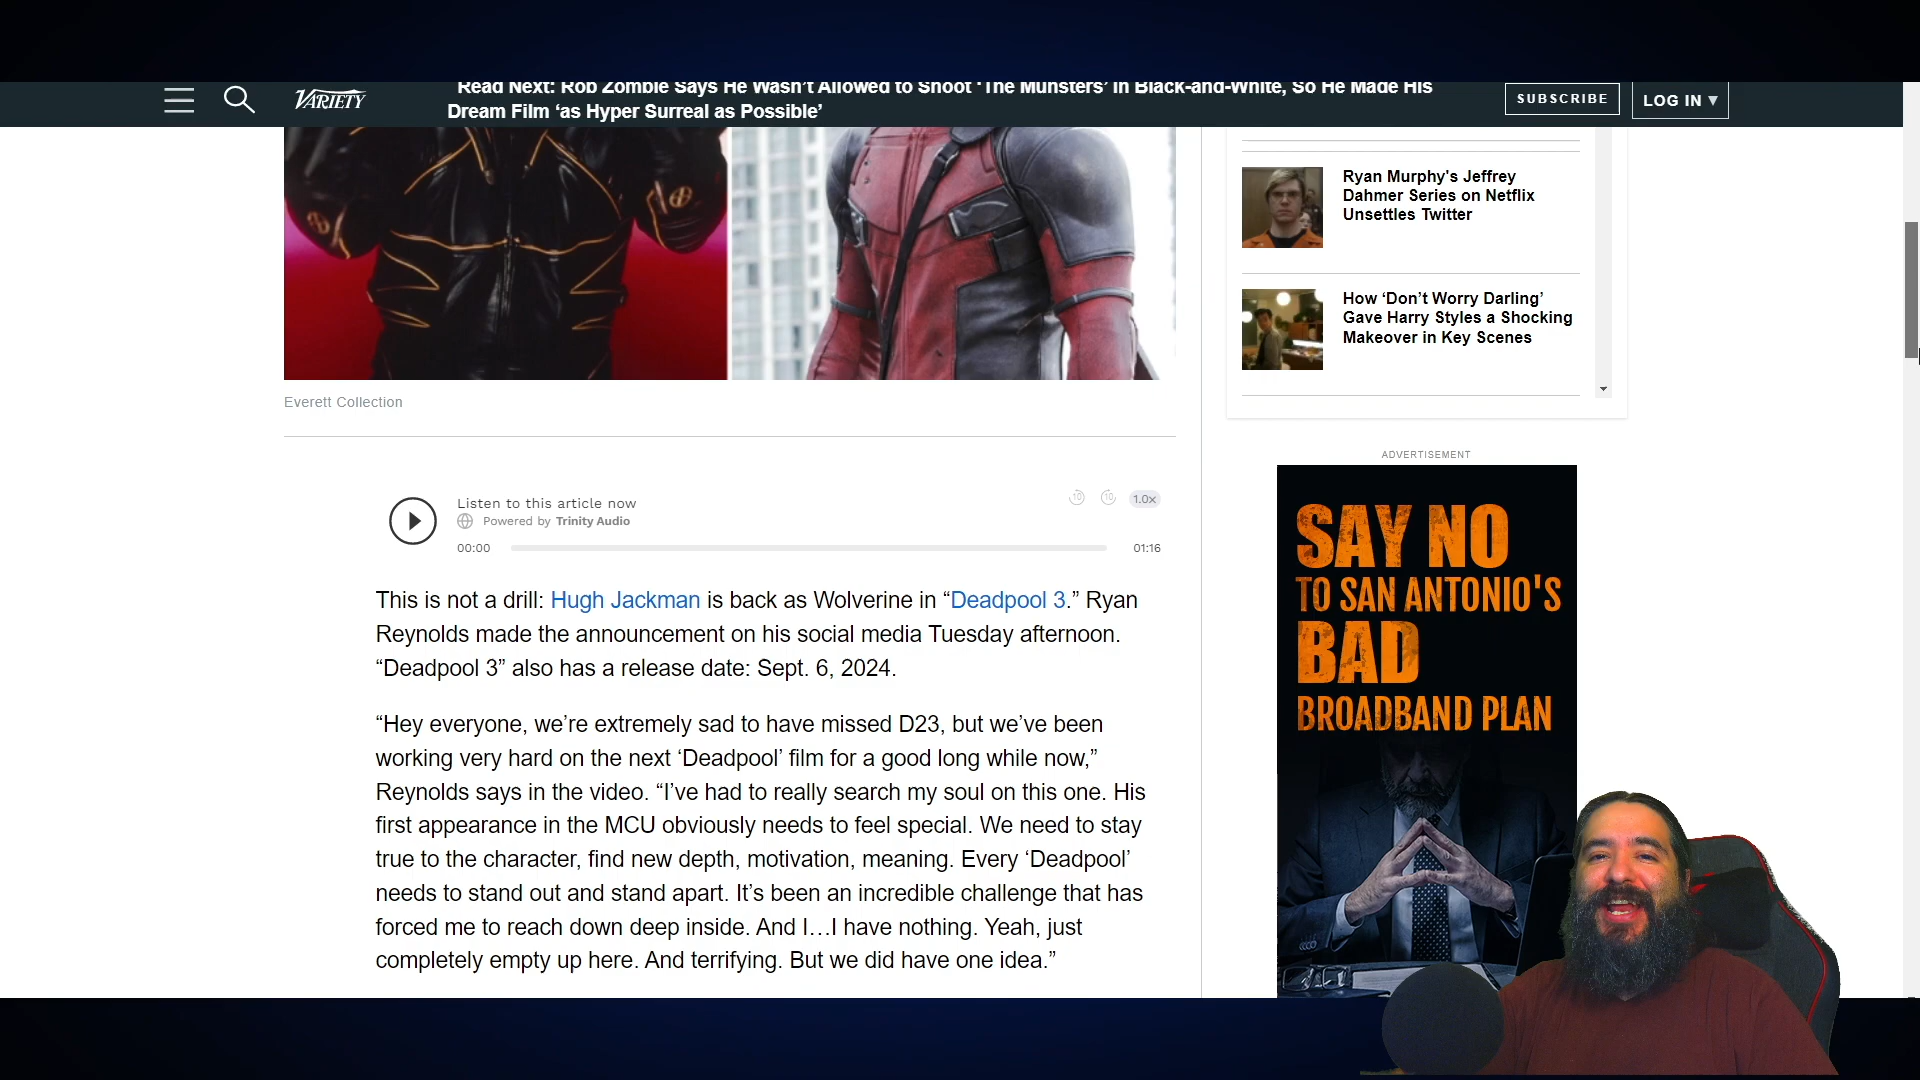 VARIETY
Read Next: Rob Zombie Says He Wasn't Allowed to Shoot 'The Munsters' in Black-and-White, So He Made His
Dream Film 'as Hyper Surreal as Possible'
SUBSCRIBE
LOG IN ▾
Everett Collection
Listen to this article now
Powered by Trinity Audio
10
10
1.0x
00:00
01:16
This is not a drill: Hugh Jackman is back as Wolverine in “Deadpool 3.” Ryan
Reynolds made the announcement on his social media Tuesday afternoon.
“Deadpool 3” also has a release date: Sept. 6, 2024.
“Hey everyone, we’re extremely sad to have missed D23, but we’ve been
working very hard on the next ‘Deadpool’ film for a good long while now,”
Reynolds says in the video. “I’ve had to really search my soul on this one. His
first appearance in the MCU obviously needs to feel special. We need to stay
true to the character, find new depth, motivation, meaning. Every ‘Deadpool’
needs to stand out and stand apart. It’s been an incredible challenge that has
forced me to reach down deep inside. And I…I have nothing. Yeah, just
completely empty up here. And terrifying. But we did have one idea.”
Ryan Murphy's Jeffrey
Dahmer Series on Netflix
Unsettles Twitter
How ‘Don’t Worry Darling’
Gave Harry Styles a Shocking
Makeover in Key Scenes
ADVERTISEMENT
SAY NO
TO SAN ANTONIO'S
BAD
BROADBAND PLAN